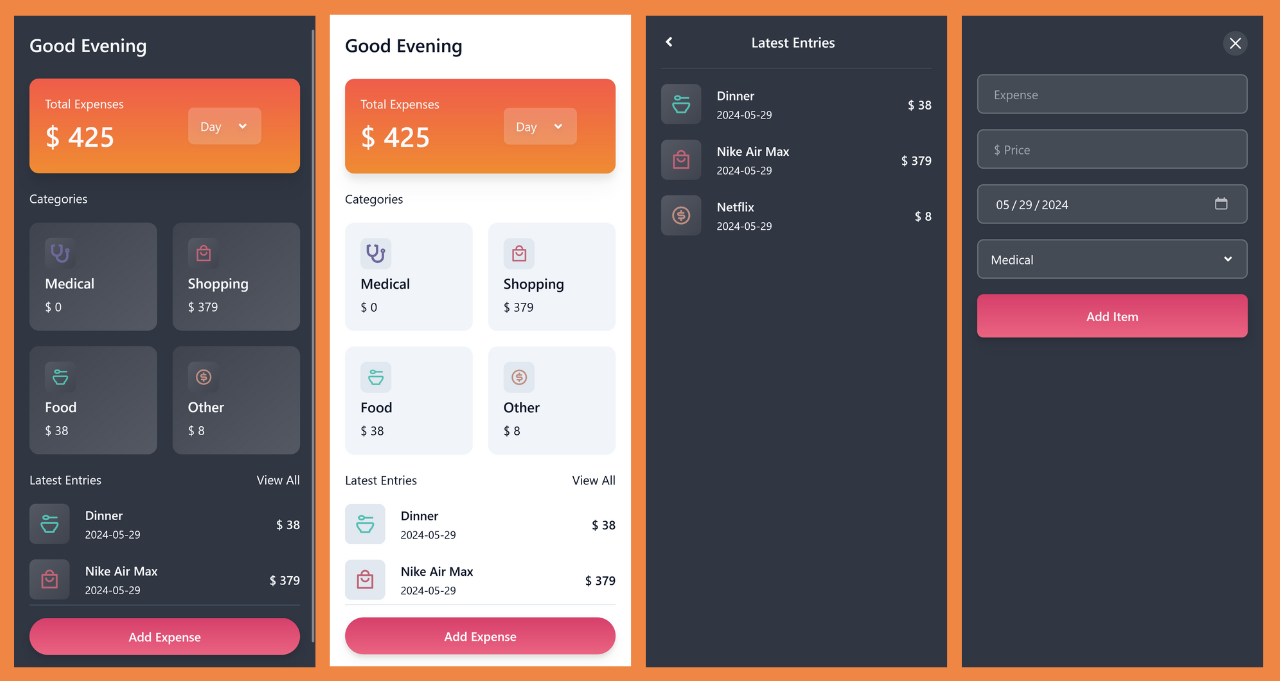 Good Evening
Total Expenses
$ 425
Day
Categories
Medical
$ 0
Shopping
$ 379
Food
$ 38
Other
$ 8
Latest Entries View All
Dinner
2024-05-29
$ 38
Nike Air Max
2024-05-29
$ 379
Add Expense
Good Evening
Total Expenses
$ 425
Day
Categories
Medical
$ 0
Shopping
$ 379
Food
$ 38
Other
$ 8
Latest Entries View All
Dinner
2024-05-29
$ 38
Nike Air Max
2024-05-29
$ 379
Add Expense
Latest Entries
Dinner
2024-05-29
$ 38
Nike Air Max
2024-05-29
$ 379
Netflix
2024-05-29
$ 8
Expense
$ Price
05 / 29 / 2024
Medical
Add Item